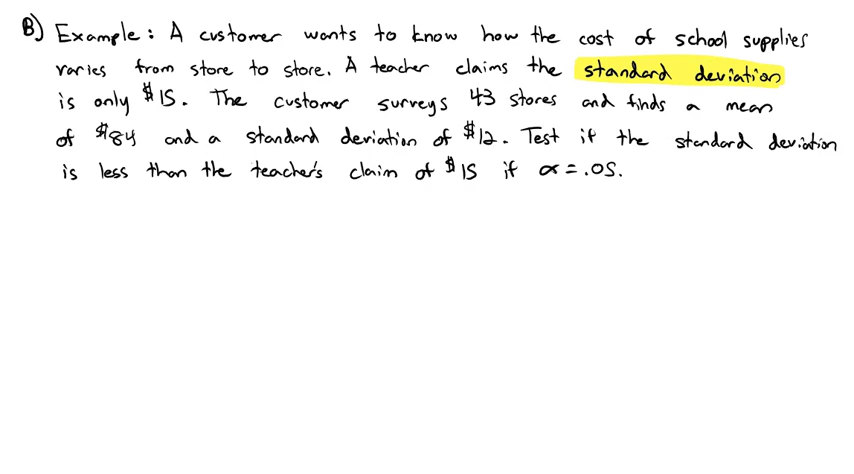 B) Example: A customer wants to know how the cost of school supplies
varies from store to store. A teacher claims the standard deviation
is only $15. The customer surveys 43 stores and finds a mean
of $84 and a standard deviation of $12. Test if the standard deviation
is less than the teacher's claim of $15 if α=.05.